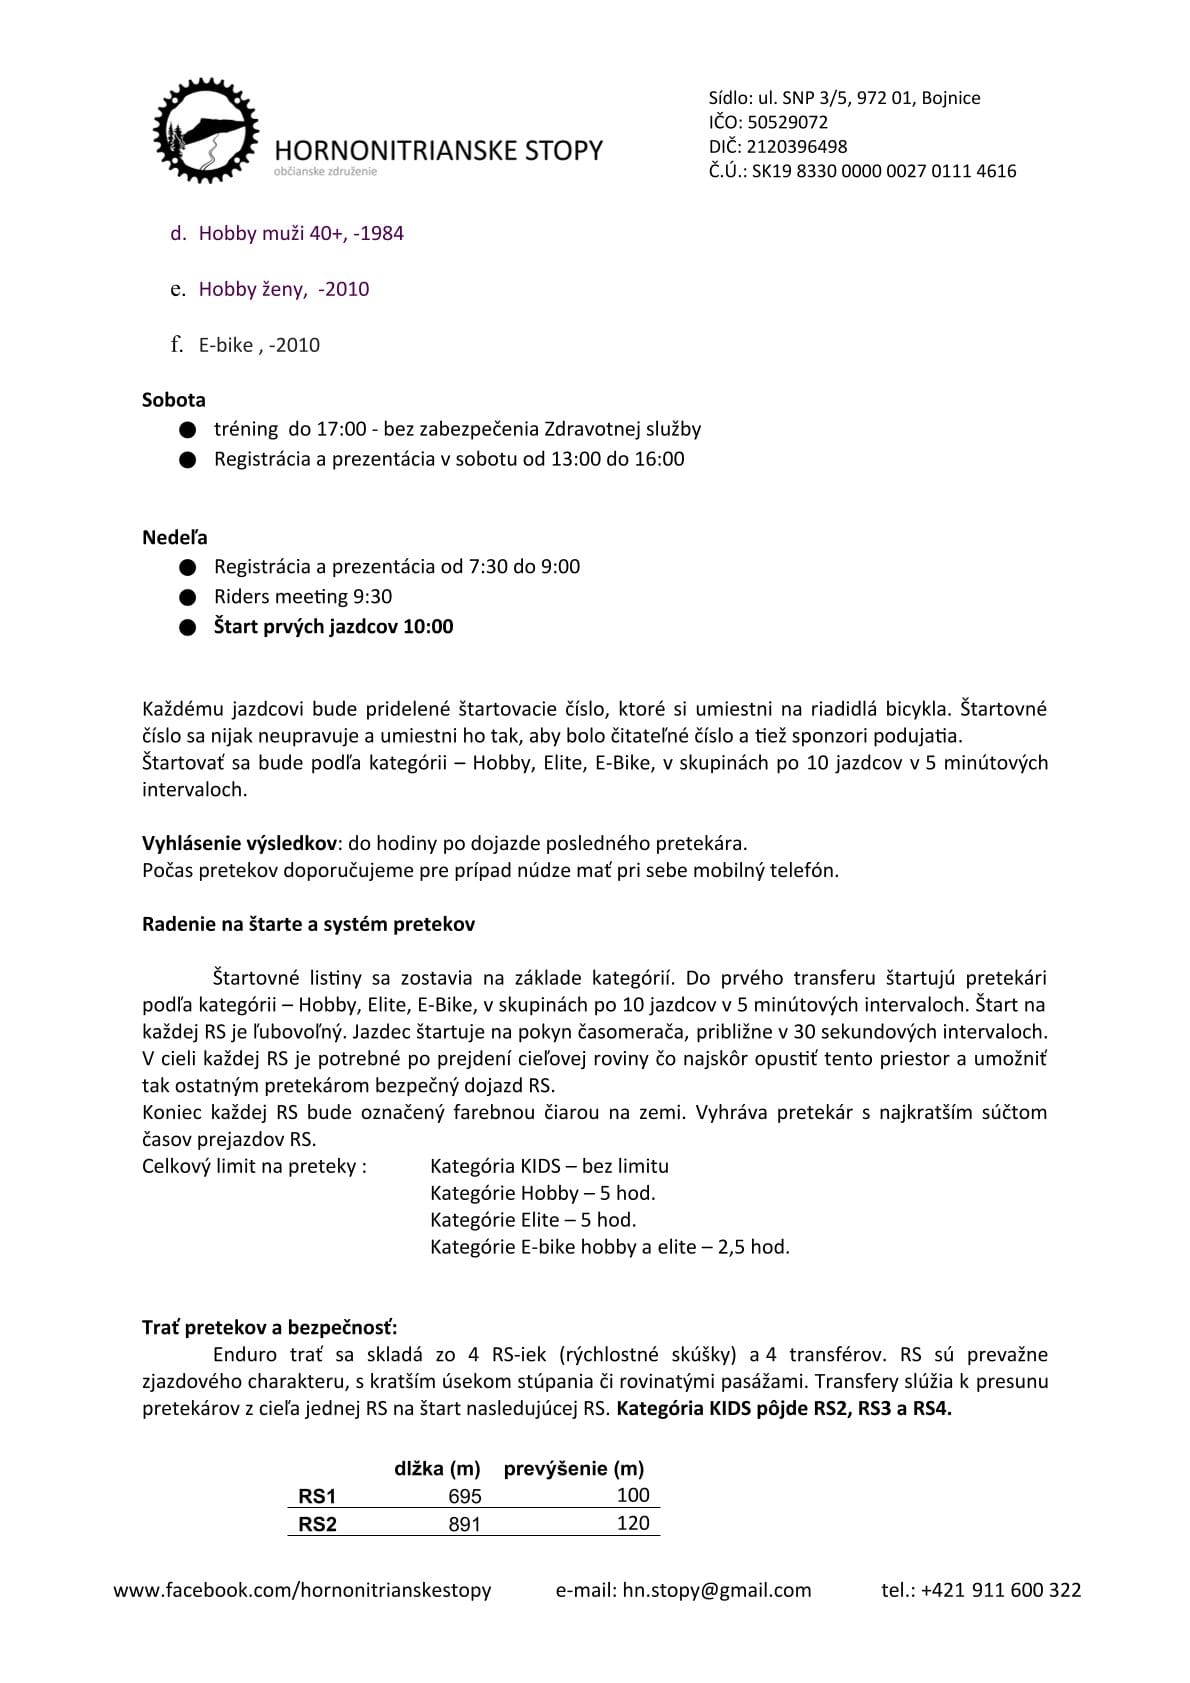 HORNONITRIANSKE STOPY
občianske združenie
Sídlo: ul. SNP 3/5, 972 01, Bojnice
IČO: 50529072
DIČ: 2120396498
Č.Ú.: SK19 8330 0000 0027 0111 4616
d. Hobby muži 40+, -1984
e. Hobby ženy, -2010
f. E-bike , -2010
Sobota
● tréning do 17:00 - bez zabezpečenia Zdravotnej služby
● Registrácia a prezentácia v sobotu od 13:00 do 16:00
Nedeľa
● Registrácia a prezentácia od 7:30 do 9:00
● Riders meeting 9:30
● Štart prvých jazdcov 10:00
Každému jazdcovi bude pridelené štartovacie číslo, ktoré si umiestni na riadidlá bicykla. Štartovné
číslo sa nijak neupravuje a umiestni ho tak, aby bolo čitateľné číslo a tiež sponzori podujatia.
Štartovať sa bude podľa kategórii – Hobby, Elite, E-Bike, v skupinách po 10 jazdcov v 5 minútových
intervaloch.
Vyhlásenie výsledkov: do hodiny po dojazde posledného pretekára.
Počas pretekov doporučujeme pre prípad núdze mať pri sebe mobilný telefón.
Radenie na štarte a systém pretekov
Štartovné listiny sa zostavia na základe kategórií. Do prvého transferu štartujú pretekári
podľa kategórii – Hobby, Elite, E-Bike, v skupinách po 10 jazdcov v 5 minútových intervaloch. Štart na
každej RS je ľubovoľný. Jazdec štartuje na pokyn časomerača, približne v 30 sekundových intervaloch.
V cieli každej RS je potrebné po prejdení cieľovej roviny čo najskôr opustiť tento priestor a umožniť
tak ostatným pretekárom bezpečný dojazd RS.
Koniec každej RS bude označený farebnou čiarou na zemi. Vyhráva pretekár s najkratším súčtom
časov prejazdov RS.
Celkový limit na preteky : Kategória KIDS – bez limitu
Kategórie Hobby – 5 hod.
Kategórie Elite – 5 hod.
Kategórie E-bike hobby a elite – 2,5 hod.
Trať pretekov a bezpečnosť:
Enduro trať sa skladá zo 4 RS-iek (rýchlostné skúšky) a 4 transférov. RS sú prevažne
zjazdového charakteru, s kratším úsekom stúpania či rovinatými pasážami. Transfery slúžia k presunu
pretekárov z cieľa jednej RS na štart nasledujúcej RS. Kategória KIDS pôjde RS2, RS3 a RS4.
dlžka (m) prevýšenie (m)
RS1 695 100
RS2 891 120
www.facebook.com/hornonitrianskestopy e-mail: hn.stopy@gmail.com tel.: +421 911 600 322